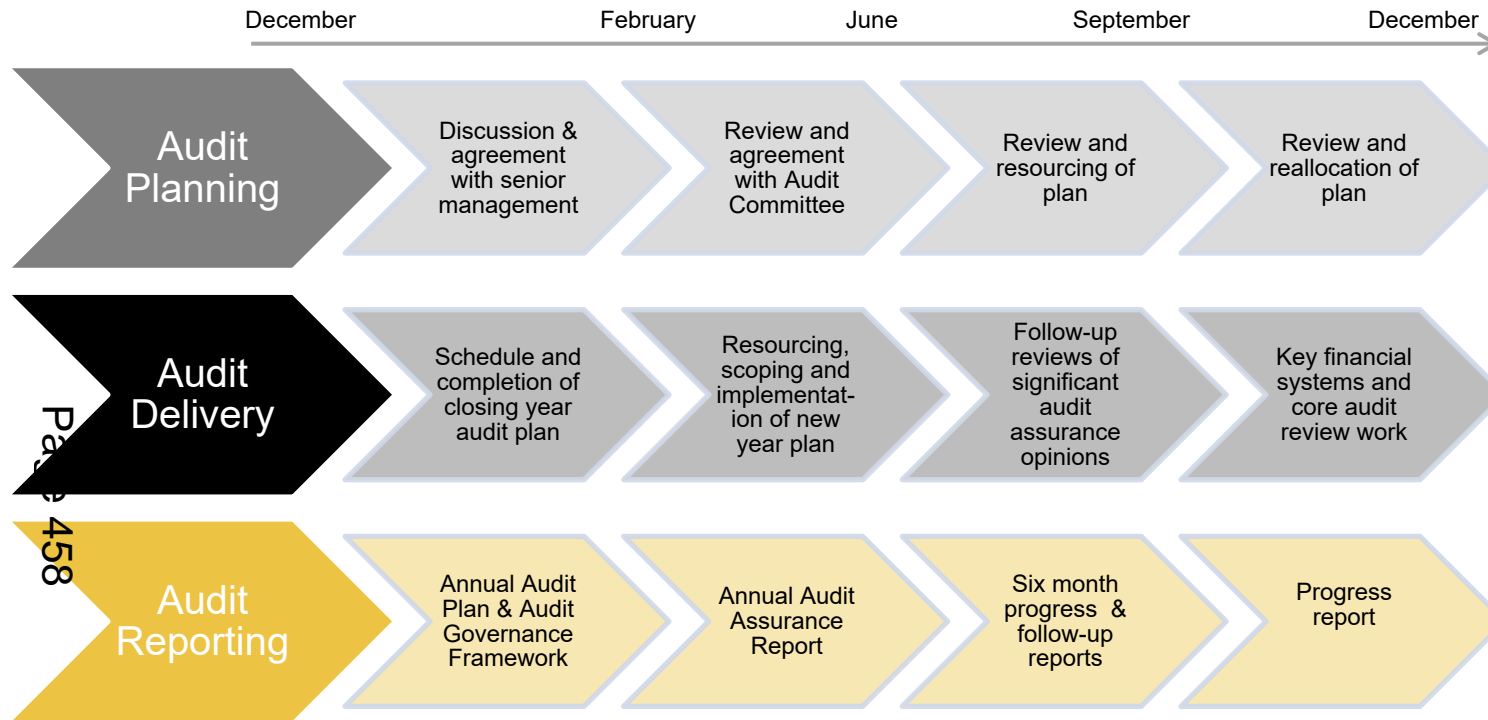 December February June September December
Audit
Planning
Discussion &
agreement
with senior
management
Review and
agreement
with Audit
Committee
Review and
resourcing of
plan
Review and
reallocation of
plan
Audit
Delivery
Schedule and
completion of
closing year
audit plan
Resourcing,
scoping and
implementat-
ion of new
year plan
Follow-up
reviews of
significant
audit
assurance
opinions
Key financial
systems and
core audit
review work
Audit
Reporting
Annual Audit
Plan & Audit
Governance
Framework
Annual Audit
Assurance
Report
Six month
progress  &
follow-up
reports
Progress
report
Page 458